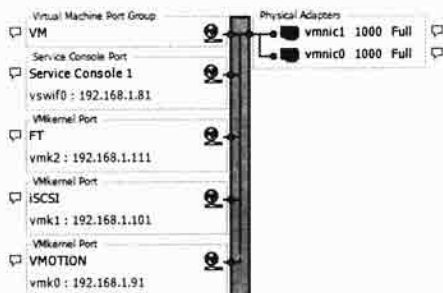 Virtual Machine Port Group
VM
Service Console Port
Service Console 1
vswif0 : 192.168.1.81
VMkernel Port
FT
vmk2 : 192.168.1.111
VMkernel Port
iSCSI
vmk1 : 192.168.1.101
VMkernel Port
VMOTION
vmk0 : 192.168.1.91
Physical Adapters
vmnic1 1000 Full
vmnic0 1000 Full